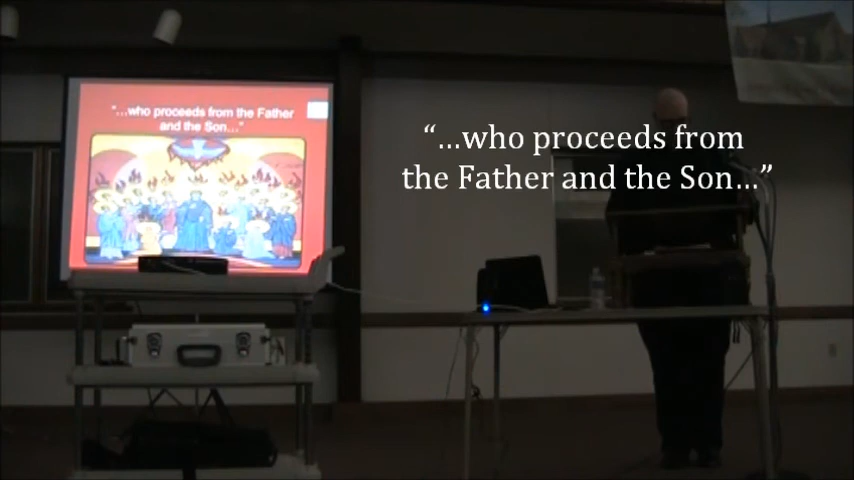 “...who proceeds from the Father
and the Son...”
“...who proceeds from
the Father and the Son...”